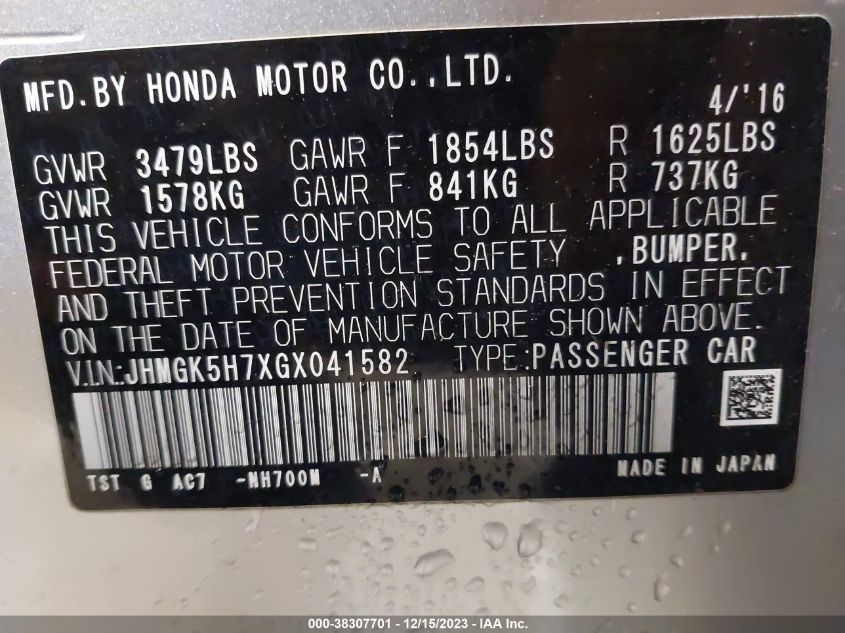 MFD.BY HONDA MOTOR CO.,LTD.
4/'16
GVWR 3479LBS GAWR F 1854LBS R 1625LBS
GVWR 1578KG GAWR F 841KG R 737KG
THIS VEHICLE CONFORMS TO ALL APPLICABLE
FEDERAL MOTOR VEHICLE SAFETY ,BUMPER,
AND THEFT PREVENTION STANDARDS IN EFFECT
ON THE DATE OF MANUFACTURE SHOWN ABOVE.
V.I.N.:JHMGK5H7XGX041582 TYPE:PASSENGER CAR
TST G AC7 -NH700M -A MADE IN JAPAN
000-38307701 - 12/15/2023 - IAA Inc.